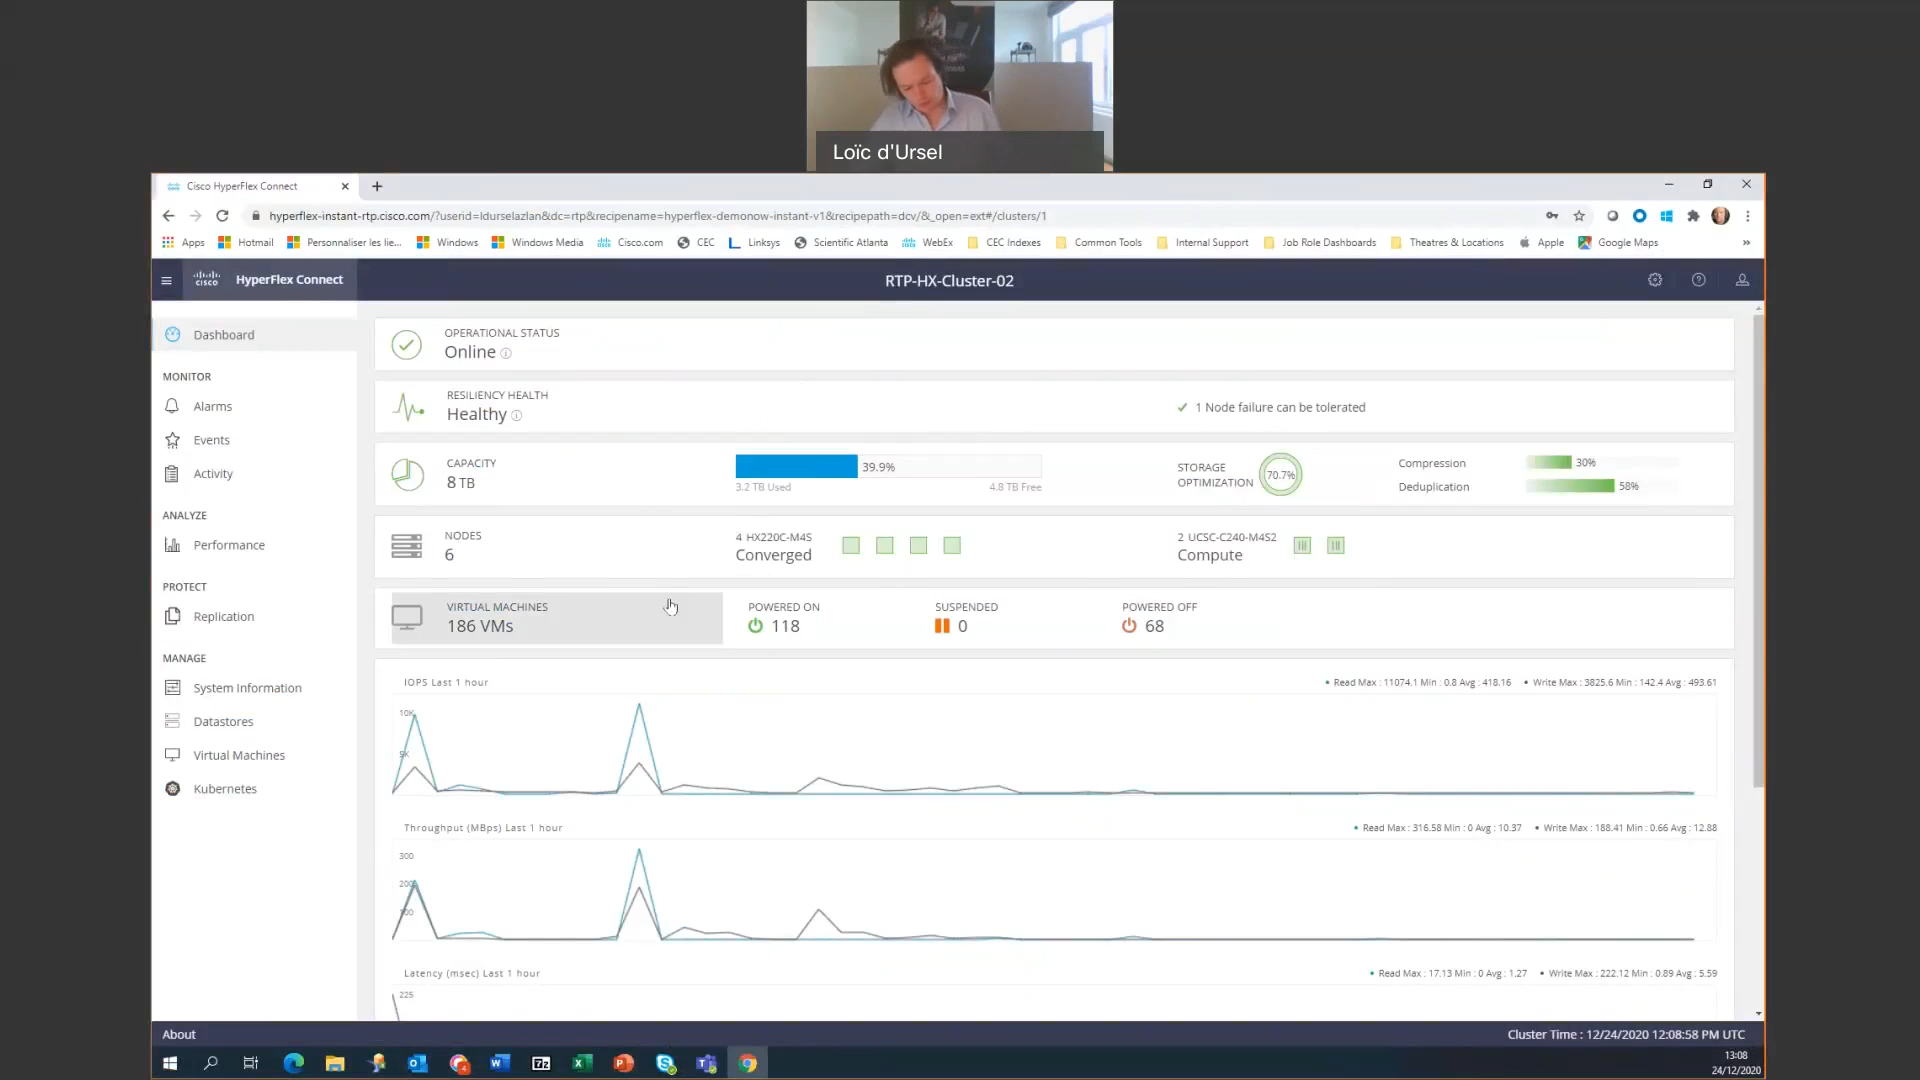 Loïc d'Ursel
Cisco HyperFlex Connect
hyperflex-instant-rtp.cisco.com/?userid=ldurselazlan&dc=rtp&recipename=hyperflex-demonow-instant-v1&recipepath=dcv/&_open=ext#/clusters/1
Apps Hotmail Personnaliser les lie... Windows Windows Media Cisco.com CEC Linksys Scientific Atlanta WebEx CEC Indexes Common Tools Internal Support Job Role Dashboards Theatres & Locations Apple Google Maps »
cisco HyperFlex Connect RTP-HX-Cluster-02
Dashboard
MONITOR
Alarms
Events
Activity
ANALYZE
Performance
PROTECT
Replication
MANAGE
System Information
Datastores
Virtual Machines
Kubernetes
OPERATIONAL STATUS
Online
RESILIENCY HEALTH
Healthy
1 Node failure can be tolerated
CAPACITY
8 TB
39.9%
3.2 TB Used 4.8 TB Free
STORAGE
OPTIMIZATION
70.7%
Compression 30%
Deduplication 58%
NODES
6
4 HX220C-M4S
Converged
2 UCSC-C240-M4S2
Compute
VIRTUAL MACHINES
186 VMs
POWERED ON
118
SUSPENDED
0
POWERED OFF
68
IOPS Last 1 hour
Read Max : 11074.1 Min : 0.8 Avg : 418.16 Write Max : 3825.6 Min : 142.4 Avg : 493.61
10K
5K
Throughput (MBps) Last 1 hour
Read Max : 316.58 Min : 0 Avg : 10.37 Write Max : 188.41 Min : 0.66 Avg : 12.88
300
200
100
Latency (msec) Last 1 hour
Read Max : 17.13 Min : 0 Avg : 1.27 Write Max : 222.12 Min : 0.89 Avg : 5.59
225
About Cluster Time : 12/24/2020 12:08:58 PM UTC
13:08
24/12/2020